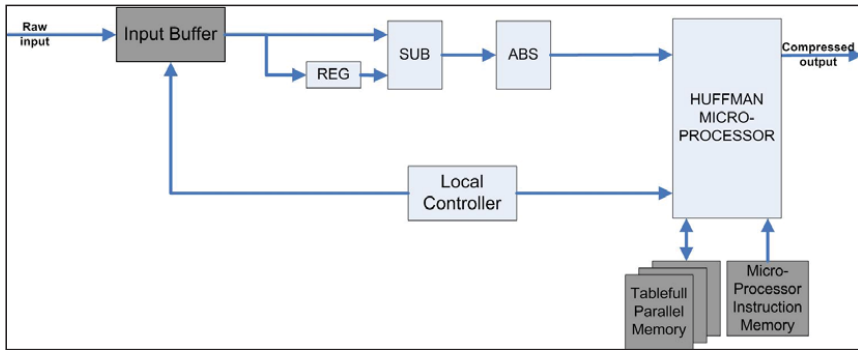 Raw
input
Input Buffer
REG
SUB
ABS
HUFFMAN
MICRO-
PROCESSOR
Compressed
output
Local
Controller
Tablefull
Parallel
Memory
Micro-
Processor
Instruction
Memory